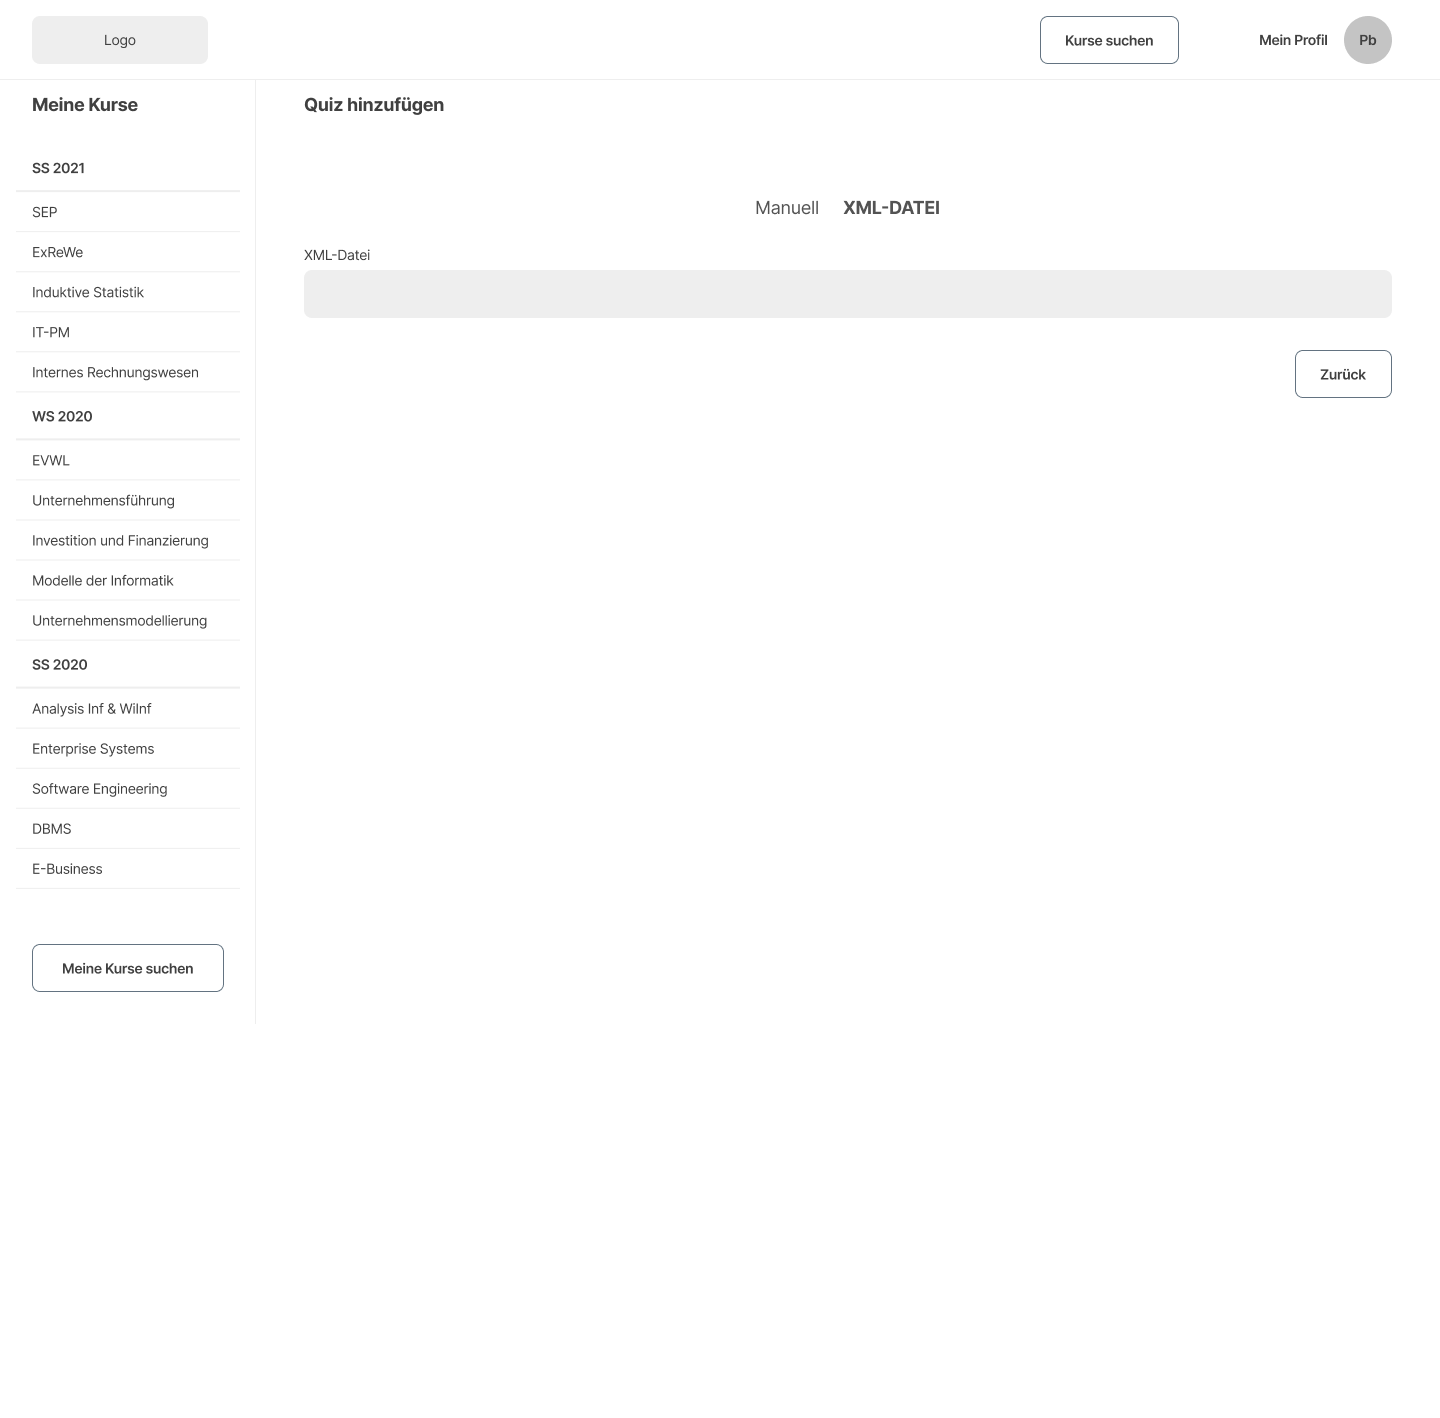 Logo
Kurse suchen
Mein Profil
Pb
Meine Kurse
SS 2021
SEP
ExReWe
Induktive Statistik
IT-PM
Internes Rechnungswesen
WS 2020
EVWL
Unternehmensführung
Investition und Finanzierung
Modelle der Informatik
Unternehmensmodellierung
SS 2020
Analysis Inf & WiInf
Enterprise Systems
Software Engineering
DBMS
E-Business
Meine Kurse suchen
Quiz hinzufügen
Manuell XML-DATEI
XML-Datei
Zurück